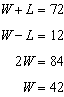 W + L = 72
W − L = 12
2W = 84
W = 42